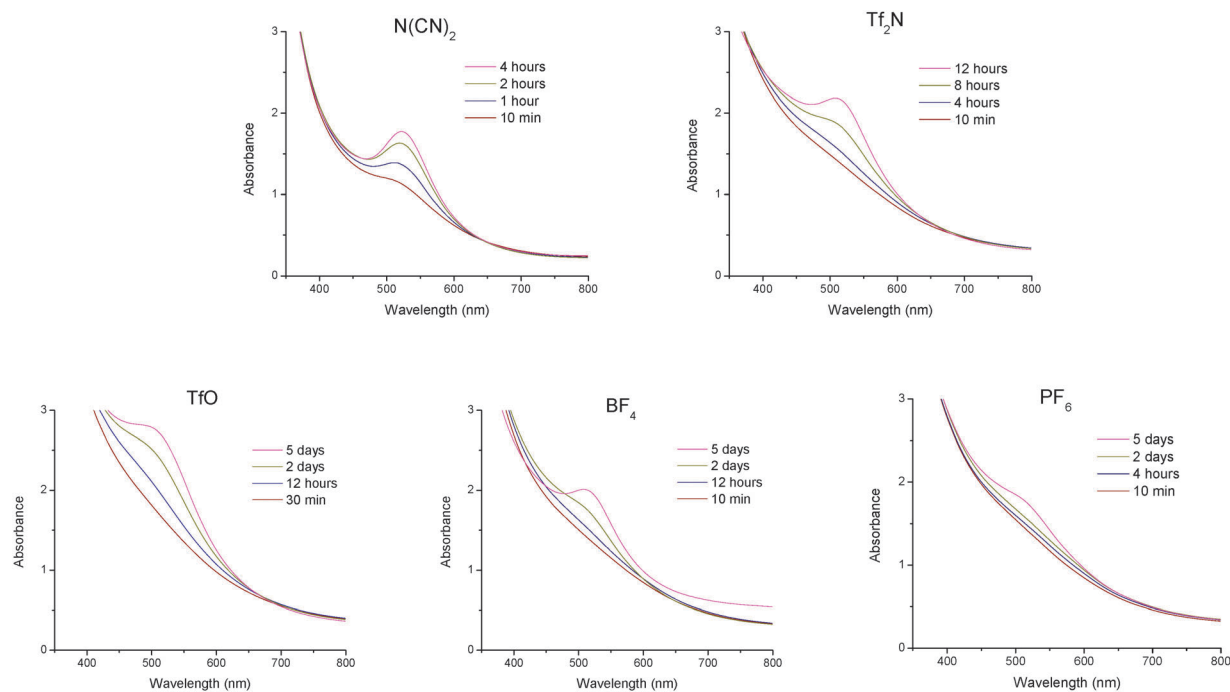 N(CN)₂
3
2
1
0
400 500 600 700 800
Absorbance
Wavelength (nm)
4 hours
2 hours
1 hour
10 min
Tf₂N
3
2
1
0
400 500 600 700 800
Absorbance
Wavelength (nm)
12 hours
8 hours
4 hours
10 min
TfO
3
2
1
0
400 500 600 700 800
Absorbance
Wavelength (nm)
5 days
2 days
12 hours
30 min
BF₄
3
2
1
0
400 500 600 700 800
Absorbance
Wavelength (nm)
5 days
2 days
12 hours
10 min
PF₆
3
2
1
0
400 500 600 700 800
Absorbance
Wavelength (nm)
5 days
2 days
4 hours
10 min